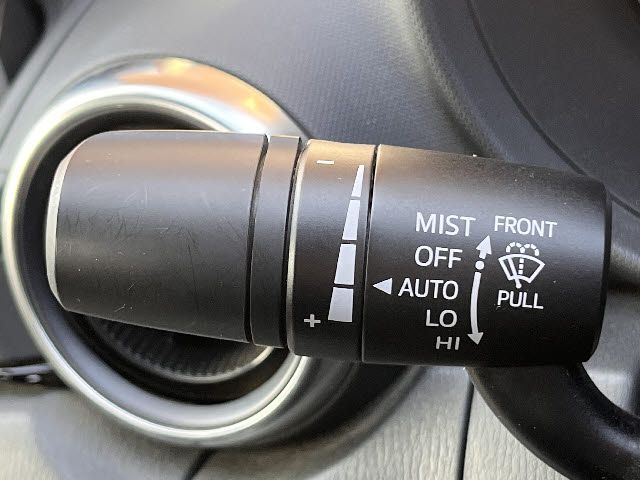 −
+
MIST
OFF
AUTO
LO
HI
FRONT
PULL